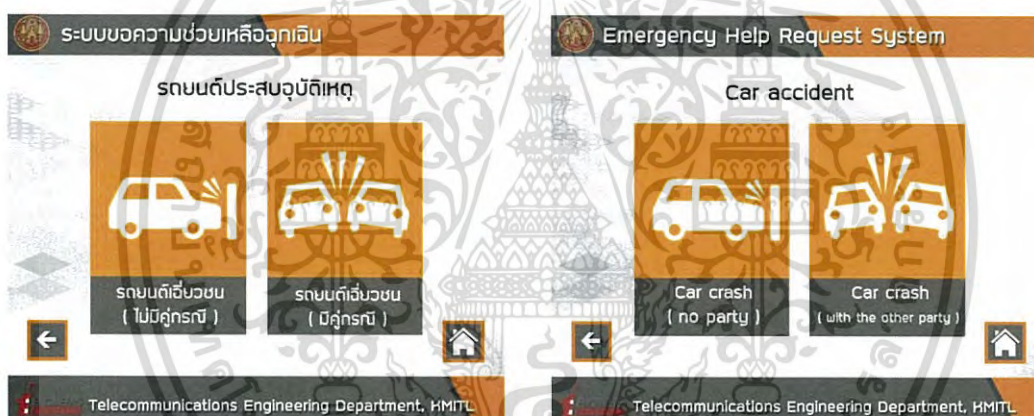 ระบบขอความช่วยเหลือฉุกเฉิน
รถยนต์ประสบอุบัติเหตุ
รถยนต์เฉี่ยวชน
( ไม่มีคู่กรณี )
รถยนต์เฉี่ยวชน
( มีคู่กรณี )
Telecommunications Engineering Department, KMITL
Emergency Help Request System
Car accident
Car crash
( no party )
Car crash
( with the other party )
Telecommunications Engineering Department, KMITL